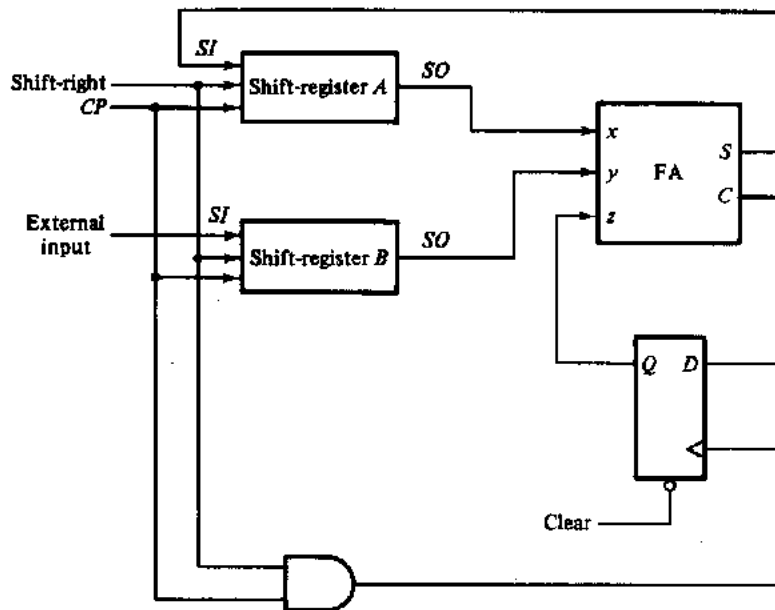 SI
Shift-right
CP
Shift-register A
SO
x
y
z
FA
S
C
External
input
SI
Shift-register B
SO
Q
D
Clear